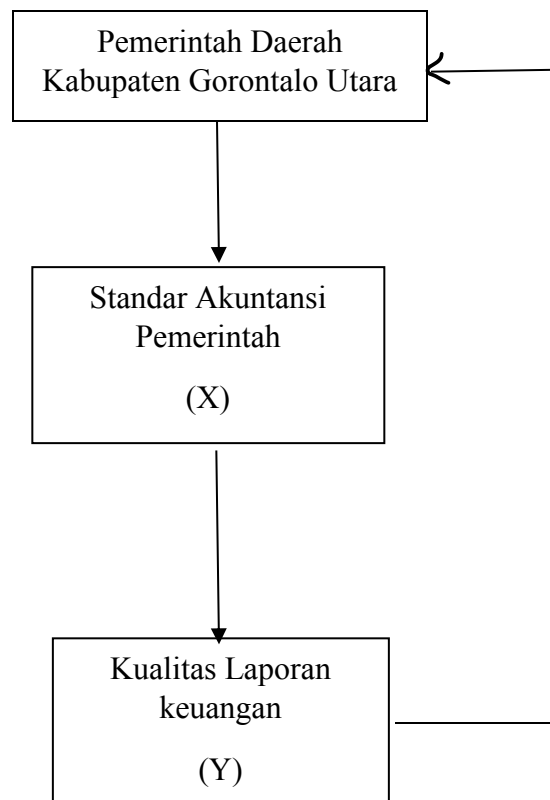 Pemerintah Daerah
Kabupaten Gorontalo Utara
Standar Akuntansi
Pemerintah
(X)
Kualitas Laporan
keuangan
(Y)